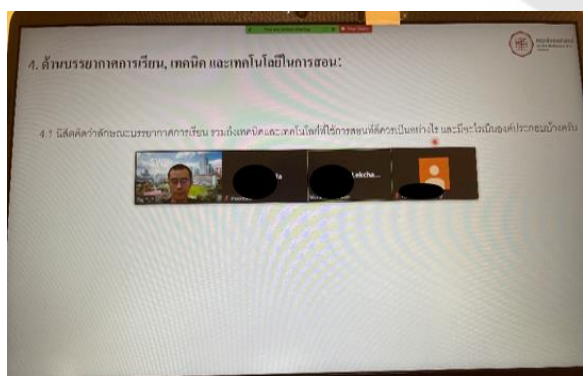 4. ด้านบรรยากาศการเรียน, เทคนิค และเทคโนโลยีในการสอน:
4.1 นิสิตคิดว่าลักษณะบรรยากาศการเรียน รวมถึงเทคนิคและเทคโนโลยีที่ใช้การสอนที่ดีควรเป็นอย่างไร และมีอะไรเป็นองค์ประกอบบ้างครับ
Lekcha...